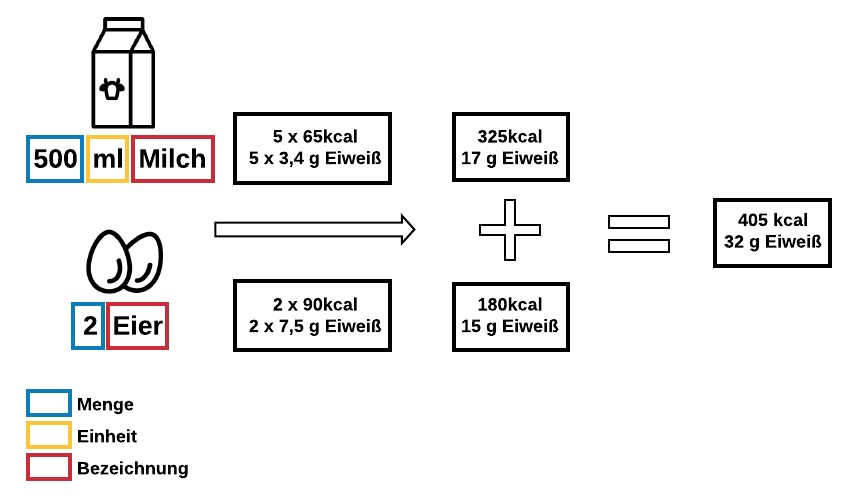 500 ml Milch
5 x 65kcal
5 x 3,4 g Eiweiß
325kcal
17 g Eiweiß
405 kcal
32 g Eiweiß
2 Eier
2 x 90kcal
2 x 7,5 g Eiweiß
180kcal
15 g Eiweiß
Menge
Einheit
Bezeichnung